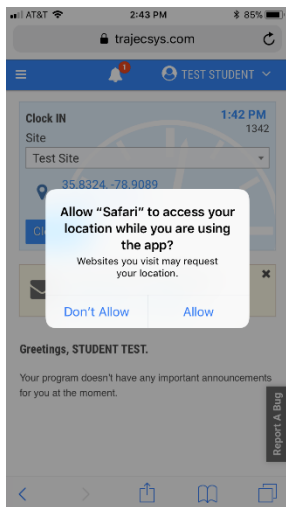 AT&T 2:43 PM 85%
trajecsys.com
1 TEST STUDENT
Clock IN 1:42 PM
Site 1342
Test Site
35.8324, -78.9089
Allow “Safari” to access your
location while you are using
the app?
Websites you visit may request
your location.
Don’t Allow Allow
Greetings, STUDENT TEST.
Your program doesn't have any important announcements
for you at the moment.
Report A Bug